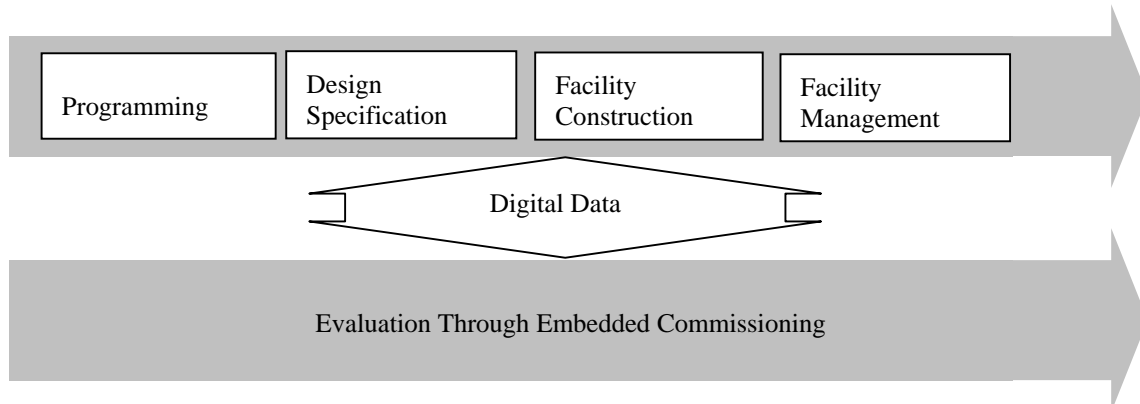 Programming
Design
Specification
Facility
Construction
Facility
Management
Digital Data
Evaluation Through Embedded Commissioning